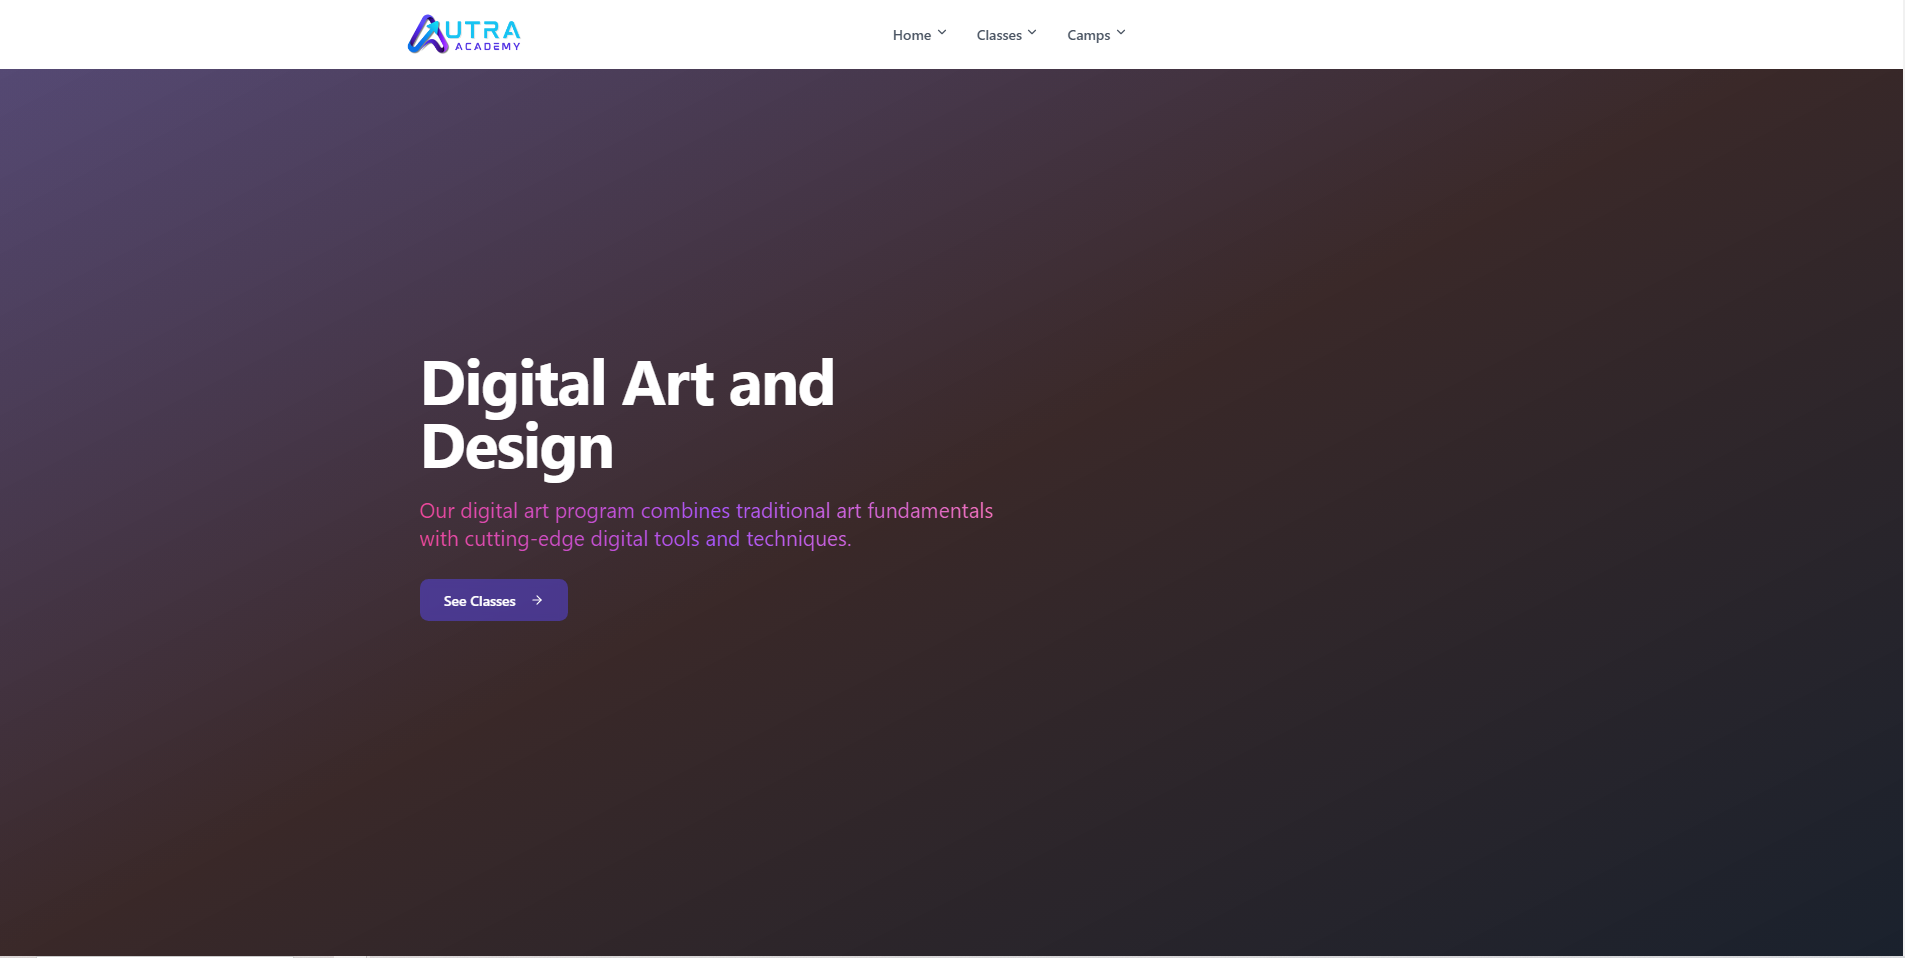 AUTRA
ACADEMY
Home
Classes
Camps
Digital Art and
Design
Our digital art program combines traditional art fundamentals
with cutting-edge digital tools and techniques.
See Classes